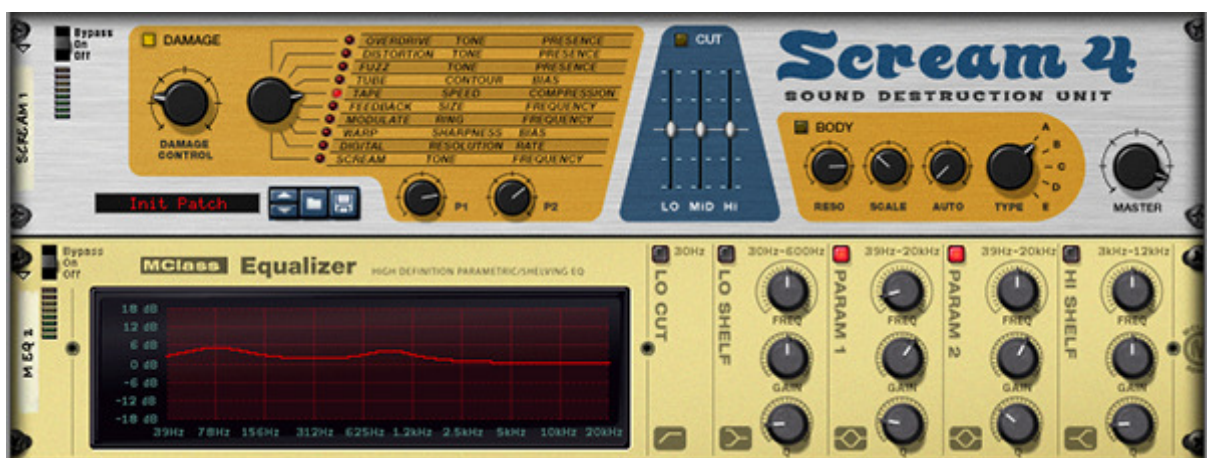 Bypass
On
Off
SCREAM 1
DAMAGE
DAMAGE CONTROL
OVERDRIVE TONE PRESENCE
DISTORTION TONE PRESENCE
FUZZ TONE PRESENCE
TUBE CONTOUR BIAS
TAPE SPEED COMPRESSION
FEEDBACK SIZE FREQUENCY
MODULATE RING FREQUENCY
WARP SHARPNESS BIAS
DIGITAL RESOLUTION RATE
SCREAM TONE FREQUENCY
P1 P2
Init Patch
CUT
LO MID HI
Scream 4
SOUND DESTRUCTION UNIT
BODY
A
B
C
D
E
RESO SCALE AUTO TYPE
MASTER
Bypass
On
Off
M EQ 1
MClass Equalizer HIGH DEFINITION PARAMETRIC/SHELVING EQ
18 dB
12 dB
6 dB
0 dB
-6 dB
-12 dB
-18 dB
39Hz 78Hz 156Hz 312Hz 625Hz 1.2kHz 2.5kHz 5kHz 10kHz 20kHz
30Hz 30Hz-600Hz 39Hz-20kHz 39Hz-20kHz 3kHz-12kHz
LO CUT
LO SHELF
PARAM 1
PARAM 2
HI SHELF
FREQ FREQ FREQ FREQ
GAIN GAIN GAIN GAIN
Q Q Q Q